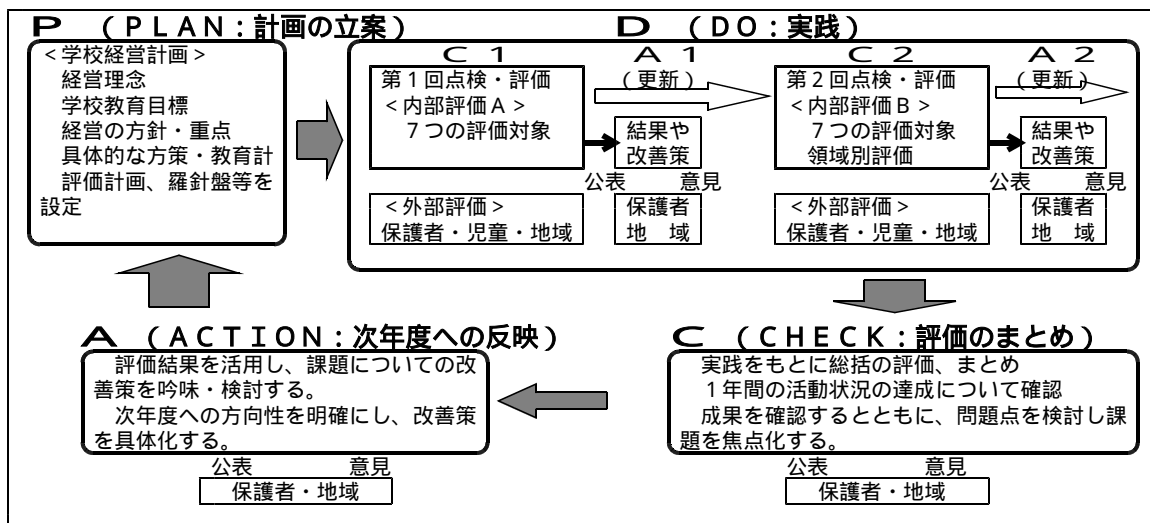 Ｐ （ＰＬＡＮ：計画の立案）
＜学校経営計画＞
経営理念
学校教育目標
経営の方針・重点
具体的な方策・教育計
評価計画、羅針盤等を
設定
Ｄ （ＤＯ：実践）
Ｃ１
第１回点検・評価
＜内部評価Ａ＞
７つの評価対象
Ａ１
（更新）
結果や
改善策
公表 意見
＜外部評価＞
保護者・児童・地域
保護者
地 域
Ｃ２
第２回点検・評価
＜内部評価Ｂ＞
７つの評価対象
領域別評価
Ａ２
（更新）
結果や
改善策
公表 意見
＜外部評価＞
保護者・児童・地域
保護者
地 域
Ｃ （ＣＨＥＣＫ：評価のまとめ）
実践をもとに総括の評価、まとめ
１年間の活動状況の達成について確認
成果を確認するとともに、問題点を検討し課
題を焦点化する。
公表 意見
保護者・地域
Ａ （ＡＣＴＩＯＮ：次年度への反映）
評価結果を活用し、課題についての改
善策を吟味・検討する。
次年度への方向性を明確にし、改善策
を具体化する。
公表 意見
保護者・地域